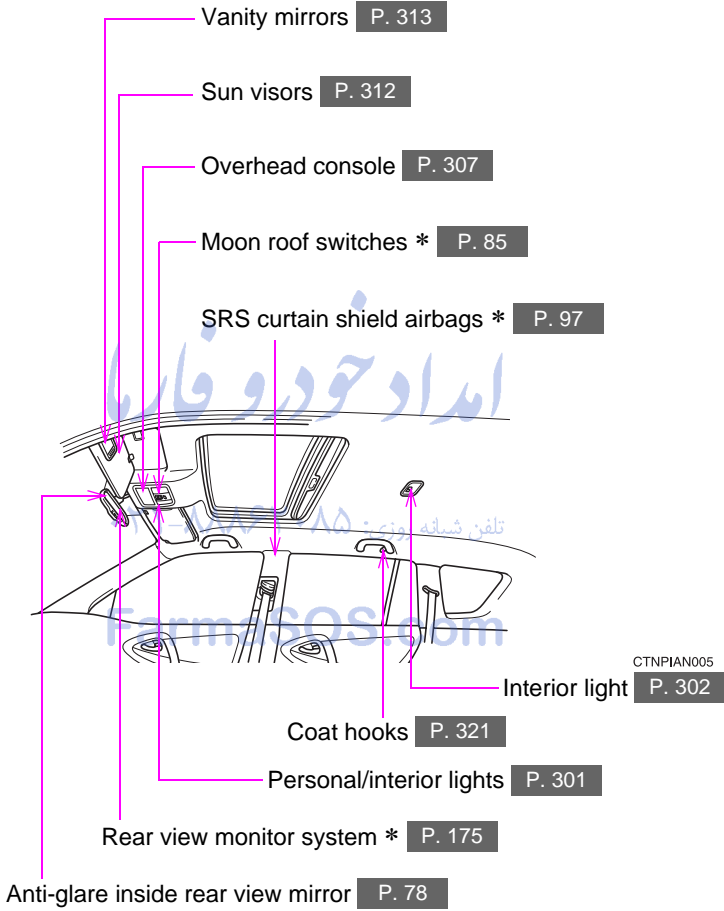 Vanity mirrors P. 313
Sun visors P. 312
Overhead console P. 307
Moon roof switches * P. 85
SRS curtain shield airbags * P. 97
امداد خودرو فارما
تلفن شبانه روزی:
FarmaSOS.com
CTNPIAN005
Interior light P. 302
Coat hooks P. 321
Personal/interior lights P. 301
Rear view monitor system * P. 175
Anti-glare inside rear view mirror P. 78